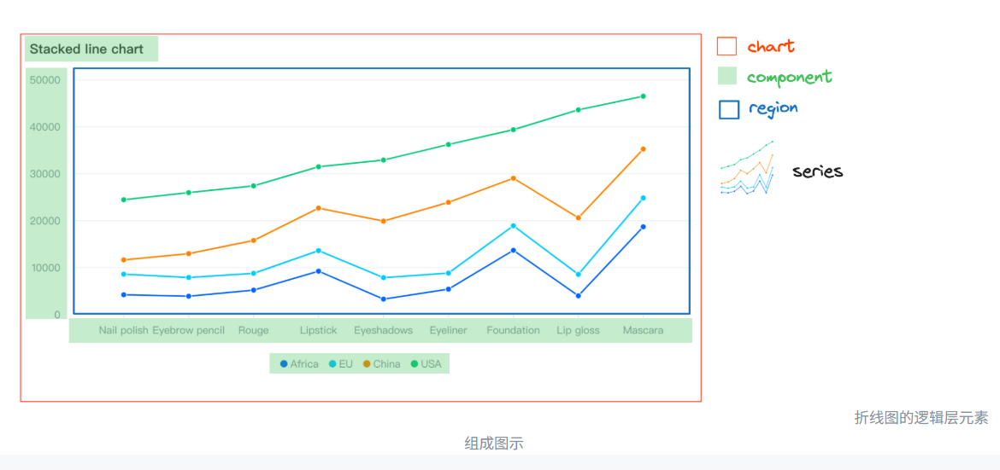 Stacked line chart
50000
40000
30000
20000
10000
0
Nail polish Eyebrow pencil Rouge Lipstick Eyeshadows Eyeliner Foundation Lip gloss Mascara
Africa EU China USA
chart
component
region
series
折线图的逻辑层元素
组成图示